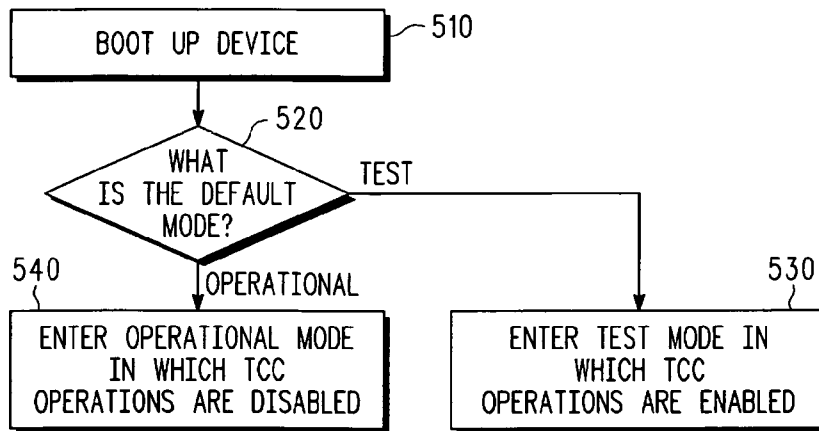 BOOT UP DEVICE
510
520
WHAT
IS THE DEFAULT
MODE?
TEST
OPERATIONAL
540
ENTER OPERATIONAL MODE
IN WHICH TCC
OPERATIONS ARE DISABLED
530
ENTER TEST MODE IN
WHICH TCC
OPERATIONS ARE ENABLED